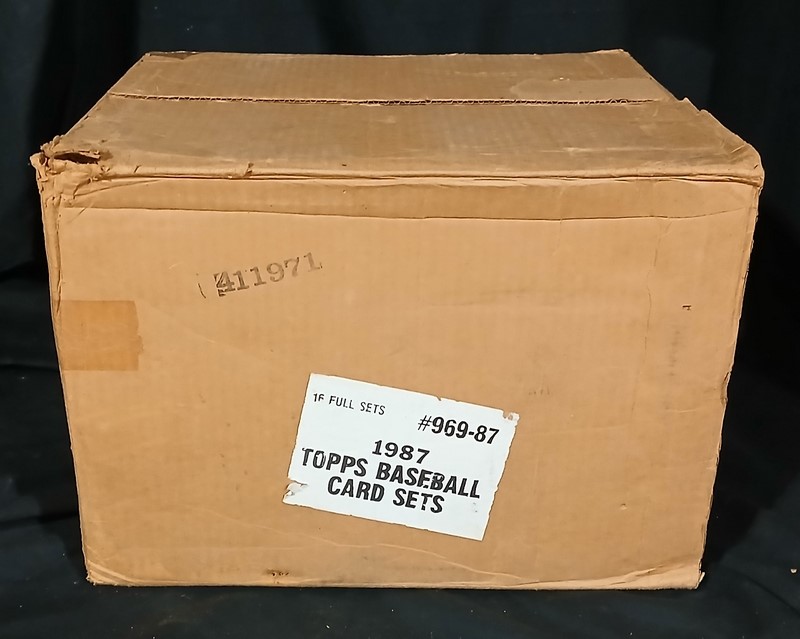 411971
16 FULL SETS
#969-87
1987
TOPPS BASEBALL
CARD SETS